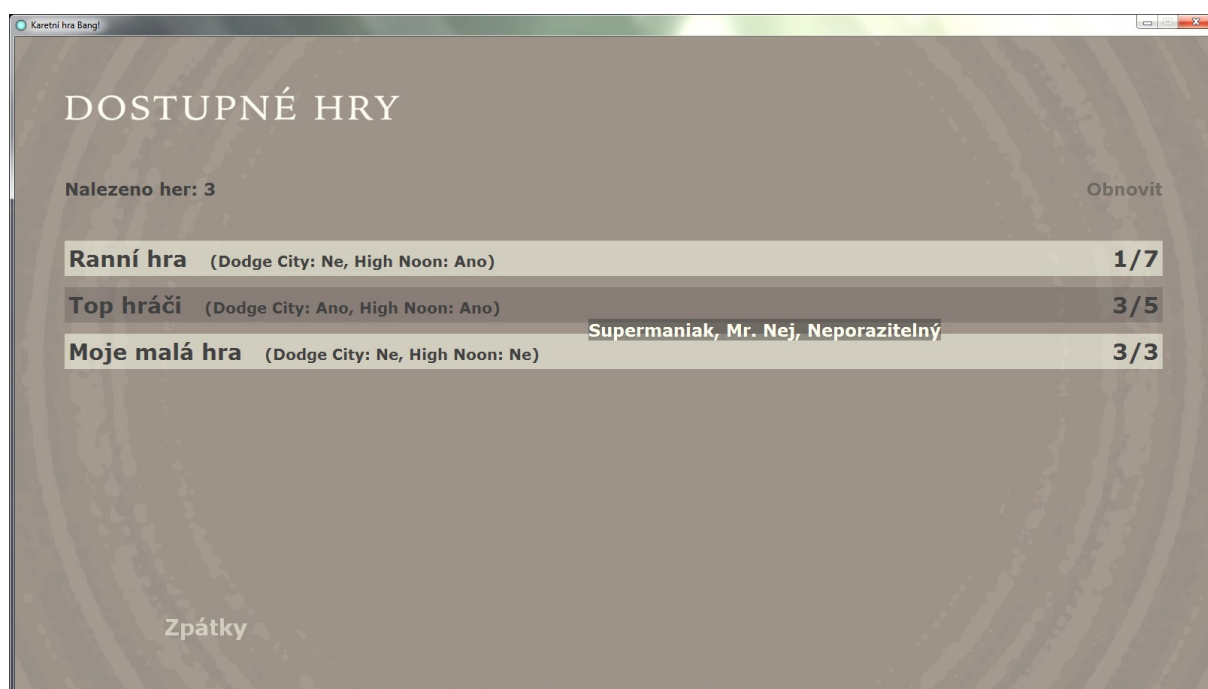 Karetní hra Bang!
DOSTUPNÉ HRY
Nalezeno her: 3 Obnovit
Ranní hra (Dodge City: Ne, High Noon: Ano) 1/7
Top hráči (Dodge City: Ano, High Noon: Ano) 3/5
Supermaniak, Mr. Nej, Neporazitelný
Moje malá hra (Dodge City: Ne, High Noon: Ne) 3/3
Zpátky